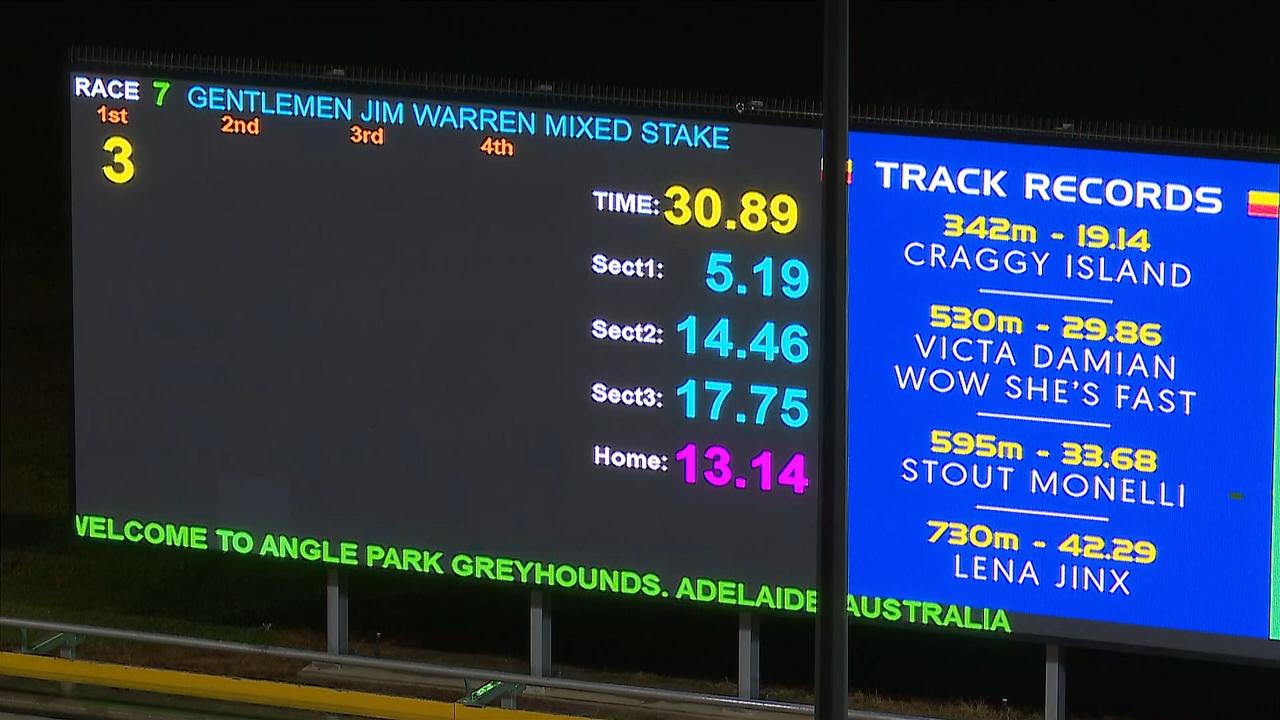 RACE 7 GENTLEMEN JIM WARREN MIXED STAKE
1st 2nd 3rd 4th
3
TIME: 30.89
Sect1: 5.19
Sect2: 14.46
Sect3: 17.75
Home: 13.14
WELCOME TO ANGLE PARK GREYHOUNDS. ADELAIDE AUSTRALIA
TRACK RECORDS
342m - 19.14
CRAGGY ISLAND
530m - 29.86
VICTA DAMIAN
WOW SHE'S FAST
595m - 33.68
STOUT MONELLI
730m - 42.29
LENA JINX